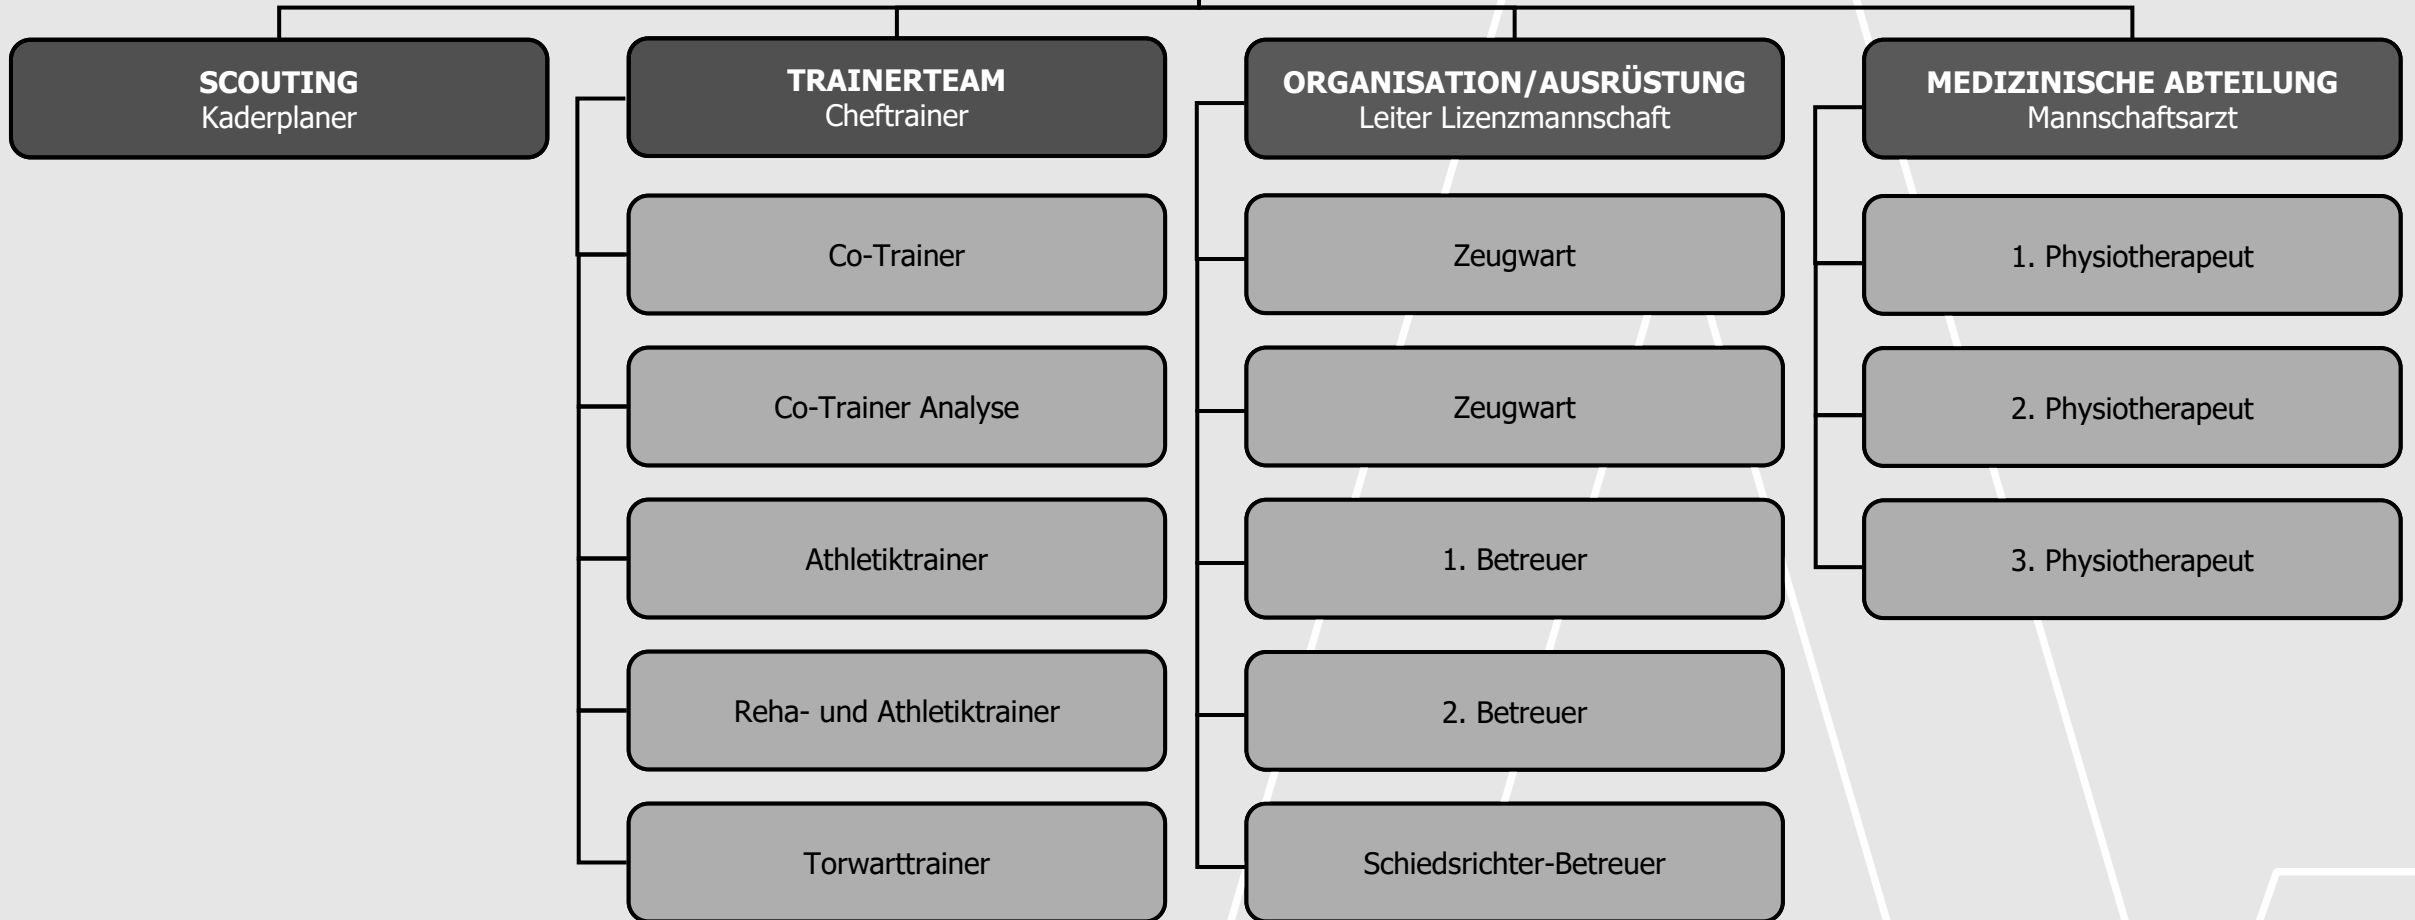 SCOUTING
Kaderplaner
TRAINERTEAM
Cheftrainer
Co-Trainer
Co-Trainer Analyse
Athletiktrainer
Reha- und Athletiktrainer
Torwarttrainer
ORGANISATION/AUSRÜSTUNG
Leiter Lizenzmannschaft
Zeugwart
Zeugwart
1. Betreuer
2. Betreuer
Schiedsrichter-Betreuer
MEDIZINISCHE ABTEILUNG
Mannschaftsarzt
1. Physiotherapeut
2. Physiotherapeut
3. Physiotherapeut